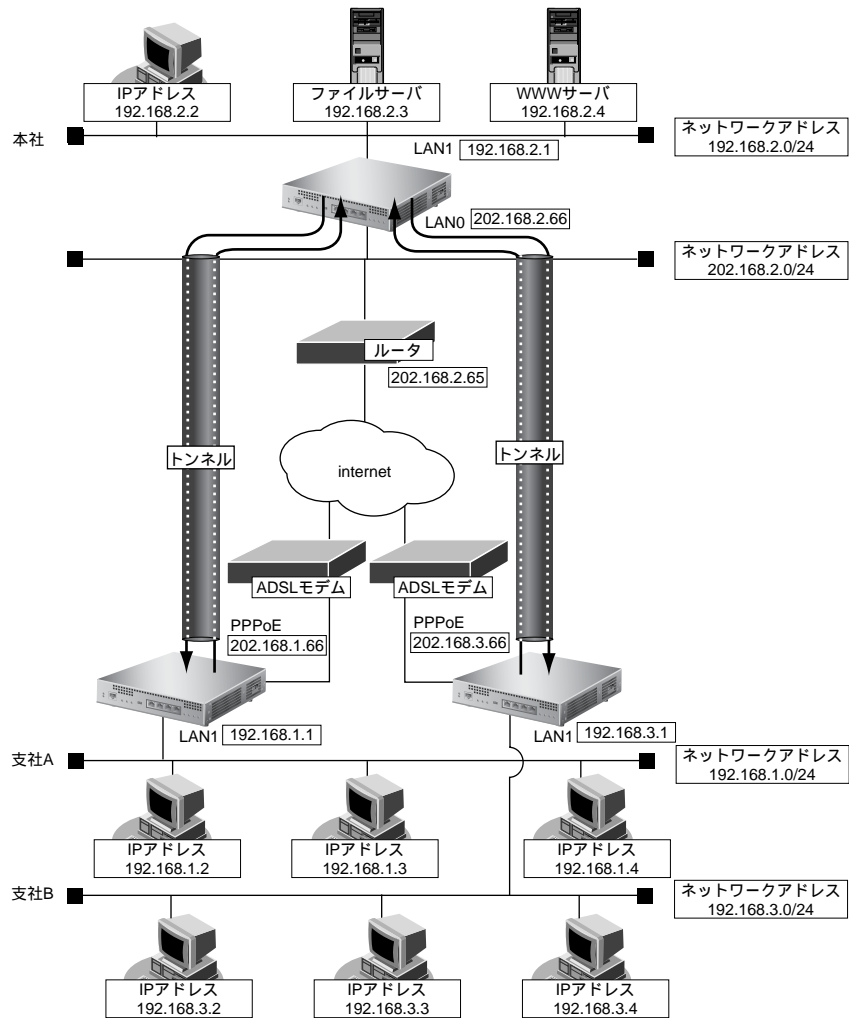 IPアドレス
192.168.2.2
ファイルサーバ
192.168.2.3
WWWサーバ
192.168.2.4
本社
ネットワークアドレス
192.168.2.0/24
LAN1 192.168.2.1
LAN0 202.168.2.66
ネットワークアドレス
202.168.2.0/24
ルータ
202.168.2.65
トンネル
internet
トンネル
ADSLモデム
ADSLモデム
PPPoE
202.168.1.66
PPPoE
202.168.3.66
LAN1 192.168.1.1
LAN1 192.168.3.1
支社A
ネットワークアドレス
192.168.1.0/24
IPアドレス
192.168.1.2
IPアドレス
192.168.1.3
IPアドレス
192.168.1.4
支社B
ネットワークアドレス
192.168.3.0/24
IPアドレス
192.168.3.2
IPアドレス
192.168.3.3
IPアドレス
192.168.3.4